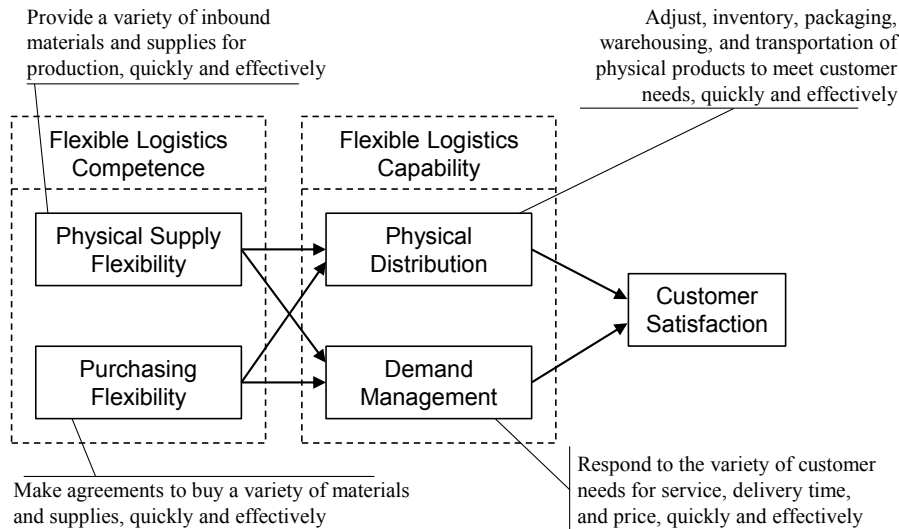 Provide a variety of inbound
materials and supplies for
production, quickly and effectively
Adjust, inventory, packaging,
warehousing, and transportation of
physical products to meet customer
needs, quickly and effectively
Flexible Logistics
Competence
Flexible Logistics
Capability
Physical Supply
Flexibility
Physical
Distribution
Customer
Satisfaction
Purchasing
Flexibility
Demand
Management
Make agreements to buy a variety of materials
and supplies, quickly and effectively
Respond to the variety of customer
needs for service, delivery time,
and price, quickly and effectively